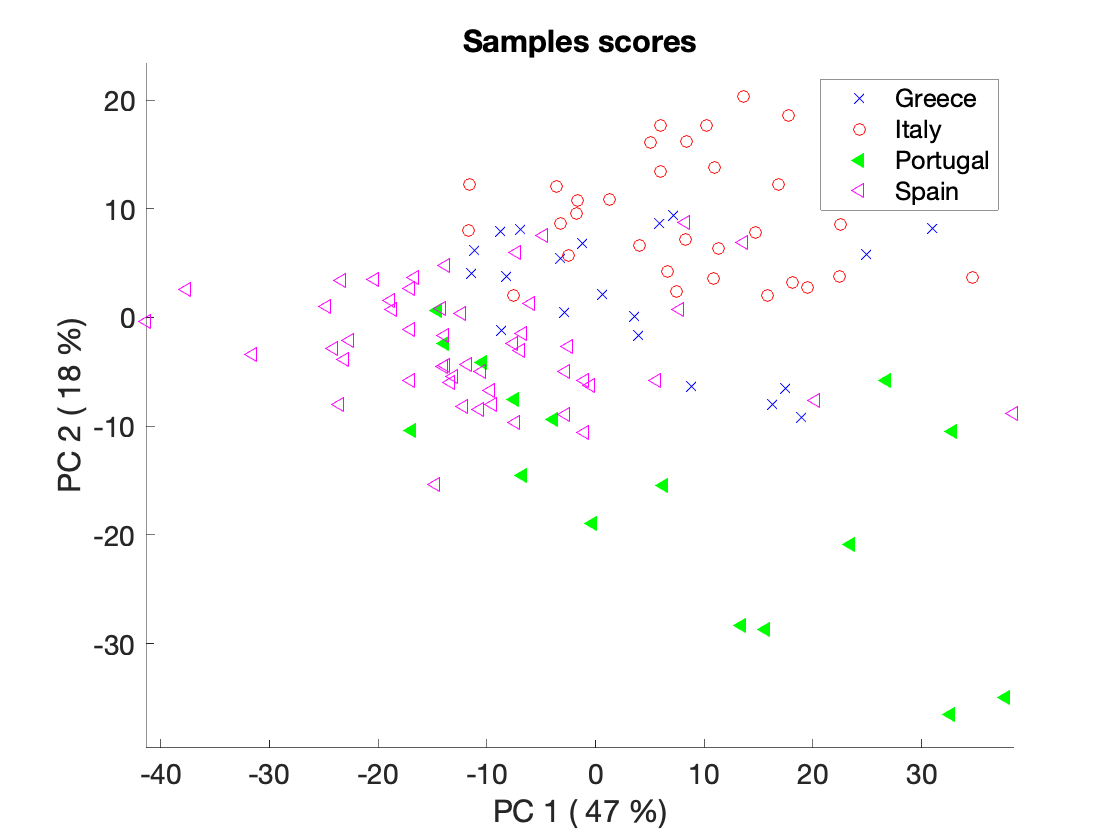 Samples scores
Greece
Italy
Portugal
Spain
20
10
0
-10
-20
-30
PC 2 ( 18 %)
-40 -30 -20 -10 0 10 20 30
PC 1 ( 47 %)